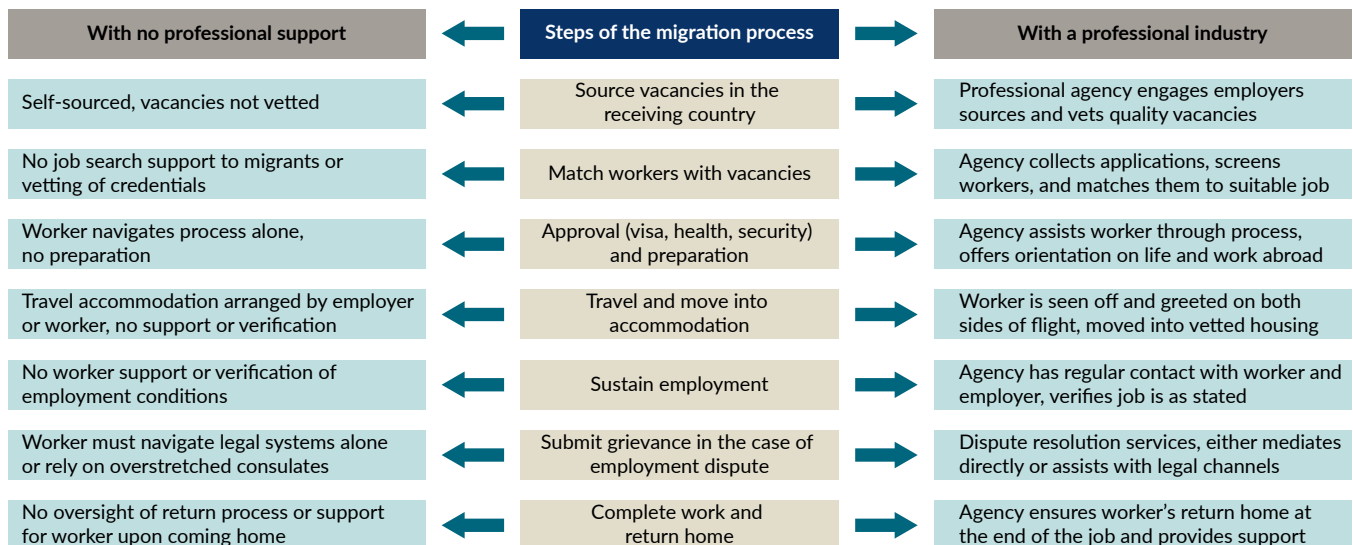 With no professional support
Steps of the migration process
With a professional industry
Self-sourced, vacancies not vetted
Source vacancies in the
receiving country
Professional agency engages employers
sources and vets quality vacancies
No job search support to migrants or
vetting of credentials
Match workers with vacancies
Agency collects applications, screens
workers, and matches them to suitable job
Worker navigates process alone,
no preparation
Approval (visa, health, security)
and preparation
Agency assists worker through process,
offers orientation on life and work abroad
Travel accommodation arranged by employer
or worker, no support or verification
Travel and move into
accommodation
Worker is seen off and greeted on both
sides of flight, moved into vetted housing
No worker support or verification of
employment conditions
Sustain employment
Agency has regular contact with worker and
employer, verifies job is as stated
Worker must navigate legal systems alone
or rely on overstretched consulates
Submit grievance in the case of
employment dispute
Dispute resolution services, either mediates
directly or assists with legal channels
No oversight of return process or support
for worker upon coming home
Complete work and
return home
Agency ensures worker's return home at
the end of the job and provides support